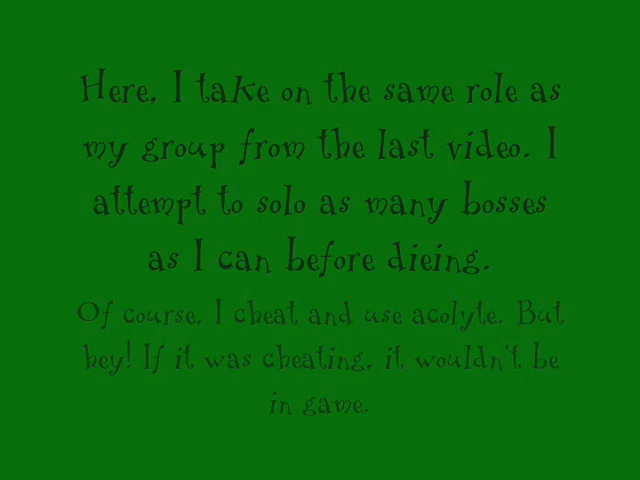 Here, I take on the same role as
my group from the last video. I
attempt to solo as many bosses
as I can before dieing.
Of course, I cheat and use acolyte. But
hey! If it was cheating, it wouldn't be
in game.